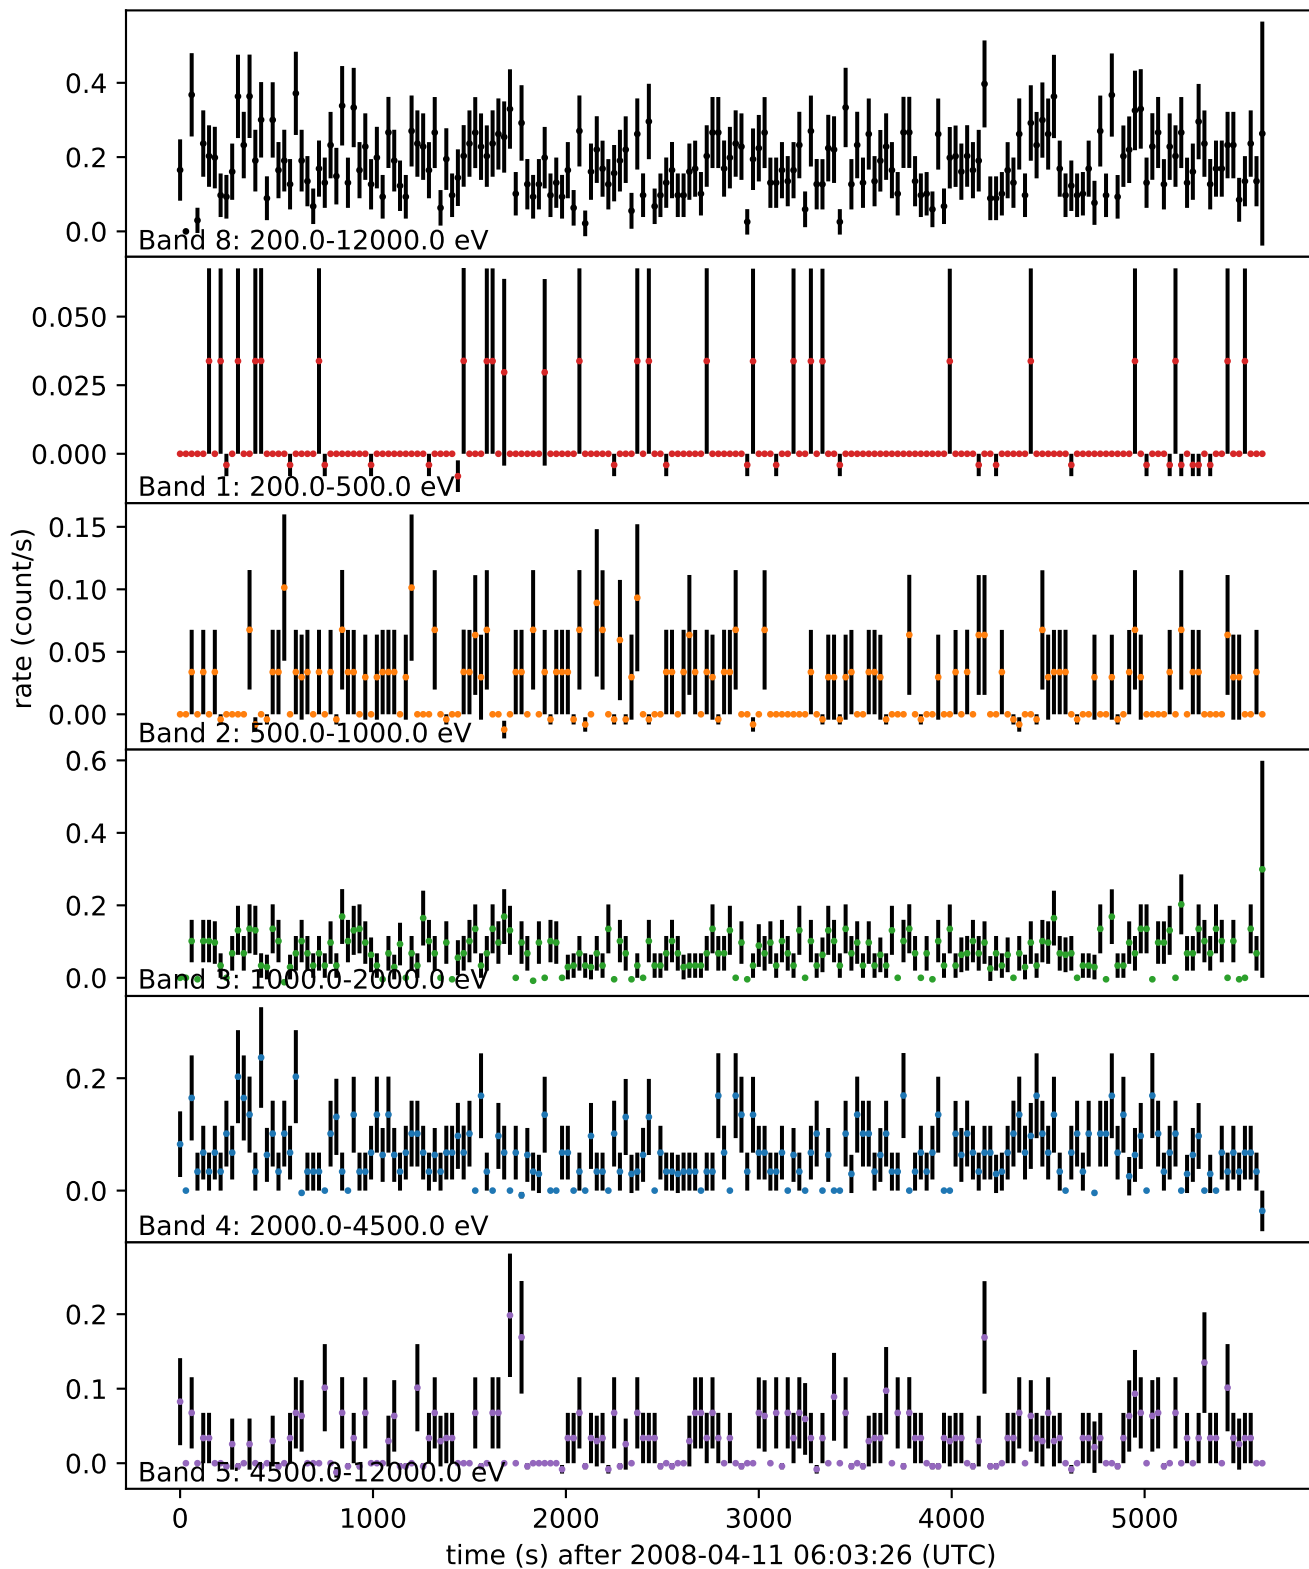 0.4
0.2
0.0
Band 8: 200.0-12000.0 eV
0.050
0.025
0.000
Band 1: 200.0-500.0 eV
rate (count/s)
0.15
0.10
0.05
0.00
Band 2: 500.0-1000.0 eV
0.6
0.4
0.2
0.0
Band 3: 1000.0-2000.0 eV
0.2
0.0
Band 4: 2000.0-4500.0 eV
0.2
0.1
0.0
Band 5: 4500.0-12000.0 eV
0 1000 2000 3000 4000 5000
time (s) after 2008-04-11 06:03:26 (UTC)